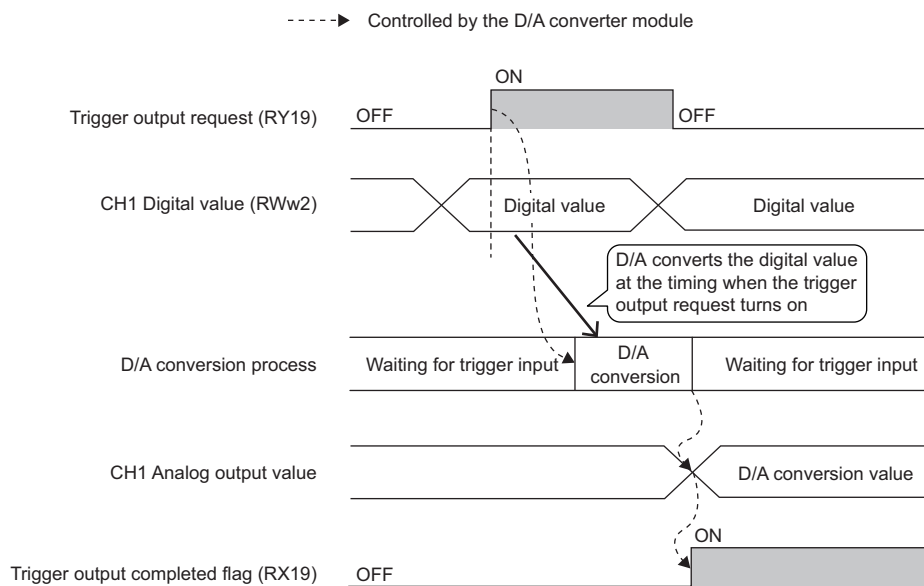 Controlled by the D/A converter module
ON
Trigger output request (RY19)
OFF
OFF
CH1 Digital value (RWw2)
Digital value
Digital value
D/A converts the digital value
at the timing when the trigger
output request turns on
D/A conversion process
Waiting for trigger input
D/A
conversion
Waiting for trigger input
CH1 Analog output value
D/A conversion value
ON
Trigger output completed flag (RX19)
OFF